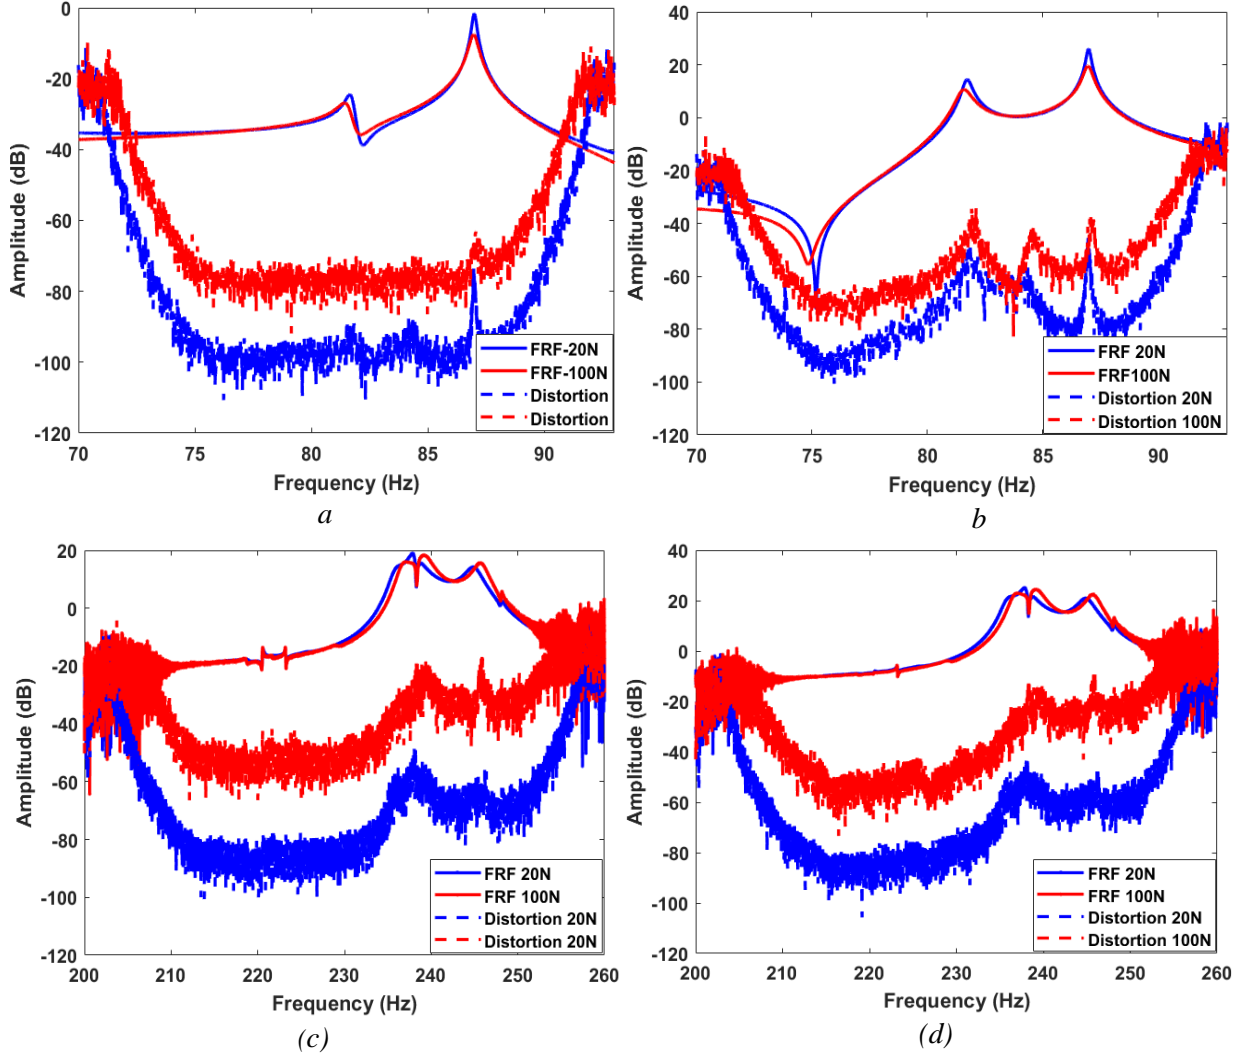 0
-20
-40
-60
-80
-100
-120
Amplitude (dB)
FRF-20N
FRF-100N
Distortion
Distortion
70 75 80 85 90
Frequency (Hz)
a
40
20
0
-20
-40
-60
-80
-100
-120
Amplitude (dB)
FRF 20N
FRF100N
Distortion 20N
Distortion 100N
70 75 80 85 90
Frequency (Hz)
b
20
0
-20
-40
-60
-80
-100
-120
Amplitude (dB)
FRF 20N
FRF 100N
Distortion 20N
Distortion 20N
200 210 220 230 240 250 260
Frequency (Hz)
(c)
40
20
0
-20
-40
-60
-80
-100
-120
Amplitude (dB)
FRF 20N
FRF 100N
Distortion 20N
Distortion 100N
200 210 220 230 240 250 260
Frequency (Hz)
(d)